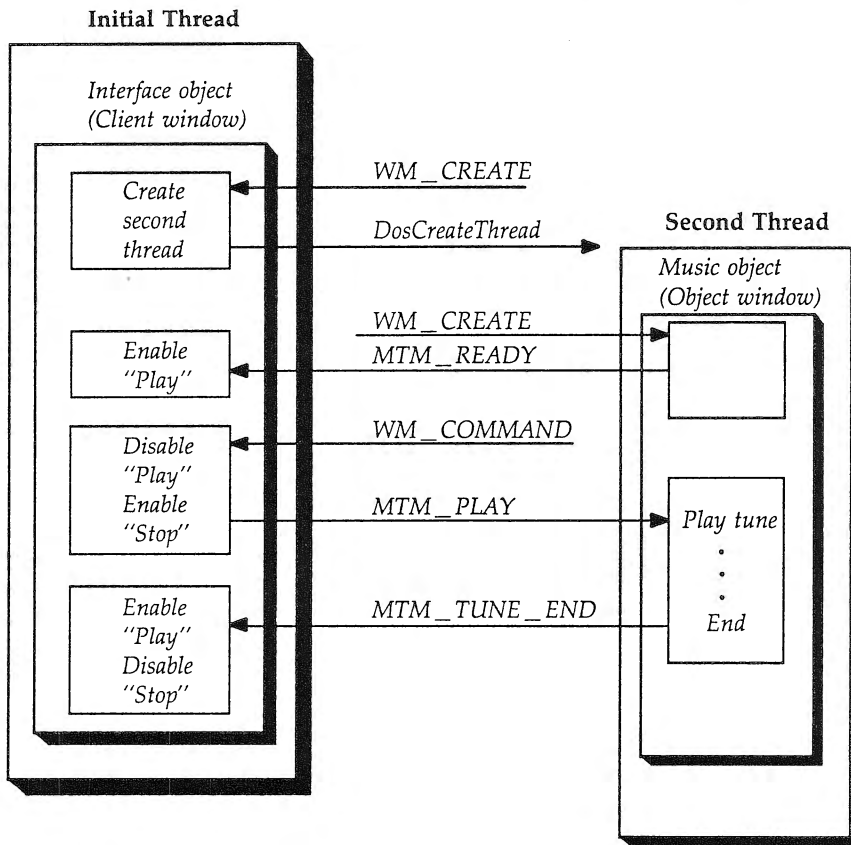 Initial Thread
Interface object
(Client window)
WM_CREATE
Create
second
thread
DosCreateThread
Second Thread
Music object
(Object window)
WM_CREATE
Enable
"Play"
MTM_READY
Disable
"Play"
Enable
"Stop"
WM_COMMAND
MTM_PLAY
Play tune
.
.
.
End
Enable
"Play"
Disable
"Stop"
MTM_TUNE_END